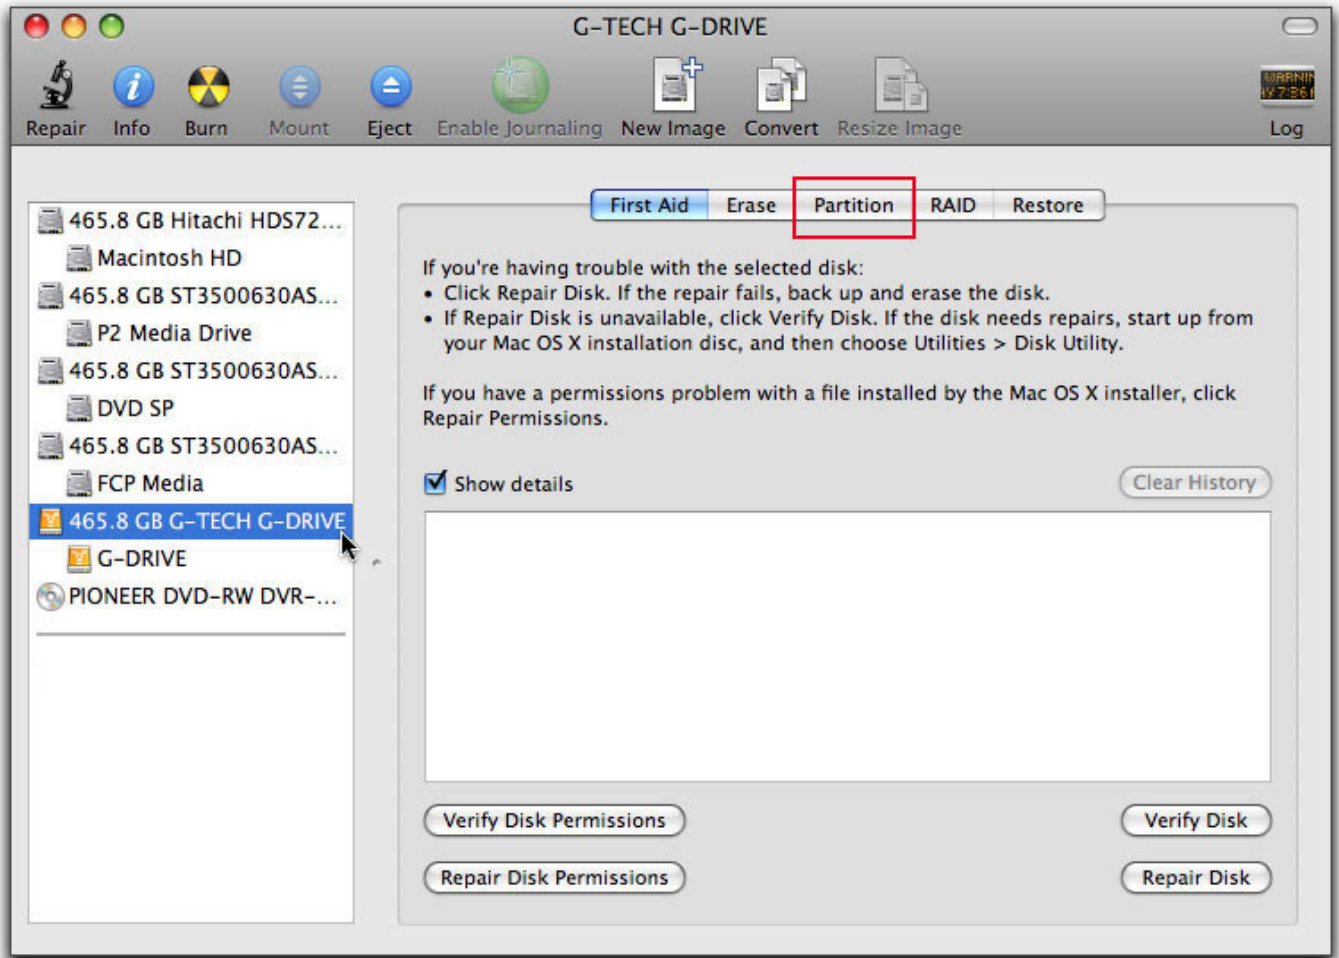 G-TECH G-DRIVE
Repair Info Burn Mount Eject Enable Journaling New Image Convert Resize Image Log
465.8 GB Hitachi HDS72...
Macintosh HD
465.8 GB ST3500630AS...
P2 Media Drive
465.8 GB ST3500630AS...
DVD SP
465.8 GB ST3500630AS...
FCP Media
465.8 GB G-TECH G-DRIVE
G-DRIVE
PIONEER DVD-RW DVR-...
First Aid Erase Partition RAID Restore
If you're having trouble with the selected disk:
• Click Repair Disk. If the repair fails, back up and erase the disk.
• If Repair Disk is unavailable, click Verify Disk. If the disk needs repairs, start up from
your Mac OS X installation disc, and then choose Utilities > Disk Utility.
If you have a permissions problem with a file installed by the Mac OS X installer, click
Repair Permissions.
Show details
Clear History
Verify Disk Permissions
Verify Disk
Repair Disk Permissions
Repair Disk